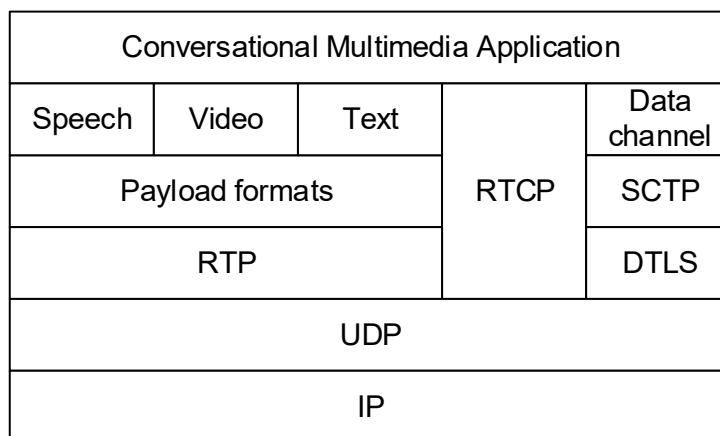 Conversational Multimedia Application
Speech
Video
Text
Data
channel
Payload formats
RTCP
SCTP
RTP
DTLS
UDP
IP